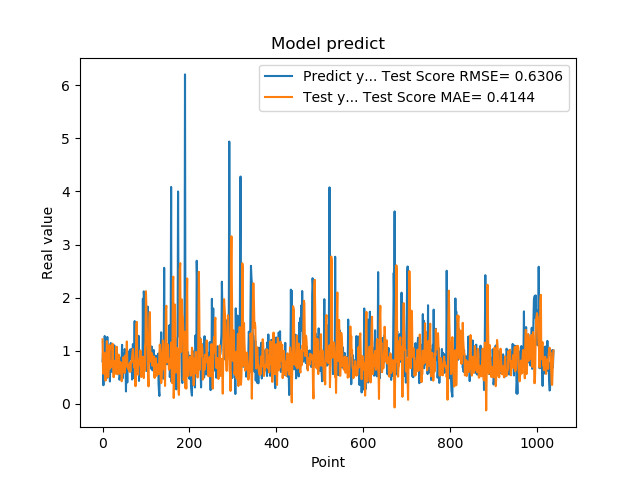 Model predict
Predict y... Test Score RMSE= 0.6306
Test y... Test Score MAE= 0.4144
Real value
6
5
4
3
2
1
0
0 200 400 600 800 1000
Point